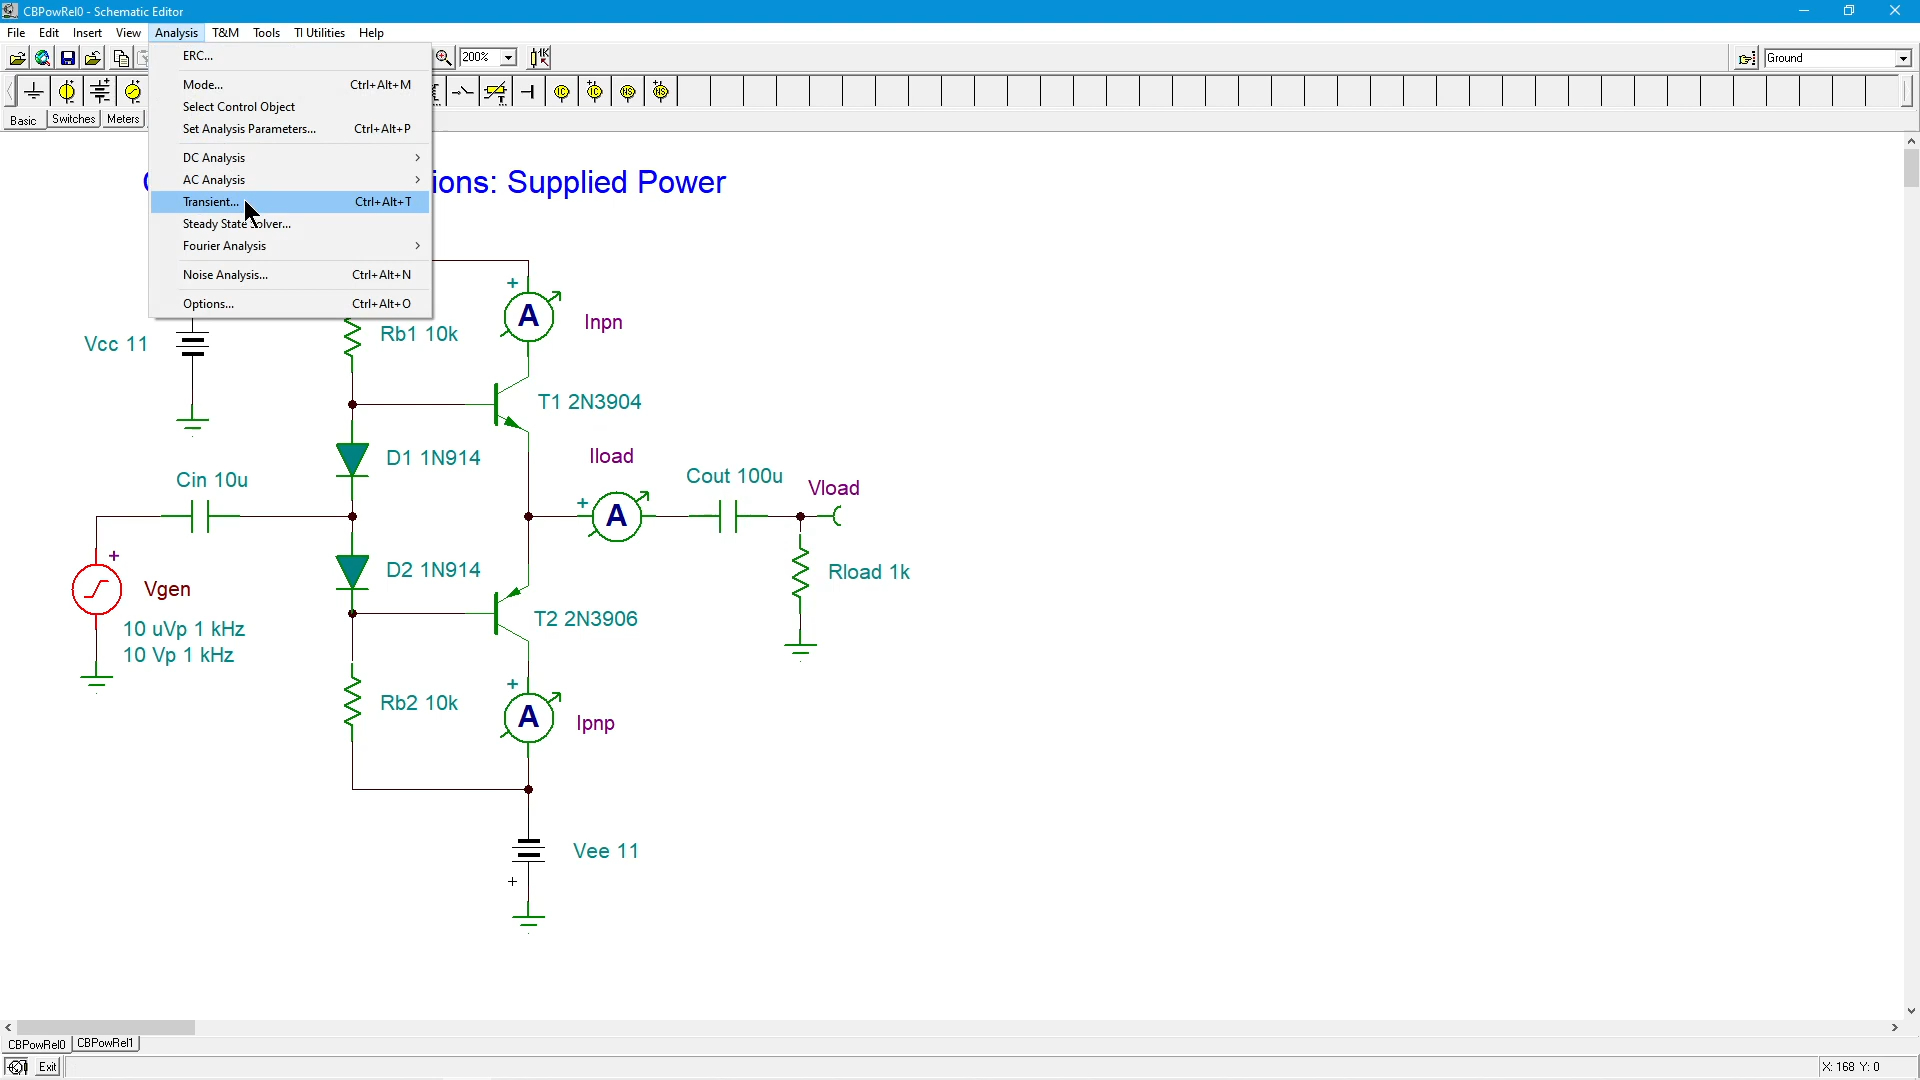 CBPowRel0 - Schematic Editor
File Edit Insert View Analysis T&M Tools TI Utilities Help
200% Ground
Basic Switches Meters
ERC...
Mode... Ctrl+Alt+M
Select Control Object
Set Analysis Parameters... Ctrl+Alt+P
DC Analysis
AC Analysis
Transient... Ctrl+Alt+T
Steady State Solver...
Fourier Analysis
Noise Analysis... Ctrl+Alt+N
Options... Ctrl+Alt+O
ions: Supplied Power
+
A Inpn
Vcc 11
Rb1 10k
T1 2N3904
D1 1N914
Iload
Cin 10u
Cout 100u
Vload
+
A
+
Vgen
D2 1N914
Rload 1k
10 uVp 1 kHz
10 Vp 1 kHz
T2 2N3906
Rb2 10k
+
A Ipnp
Vee 11
+
CBPowRel0 CBPowRel1
Exit X: 168 Y: 0